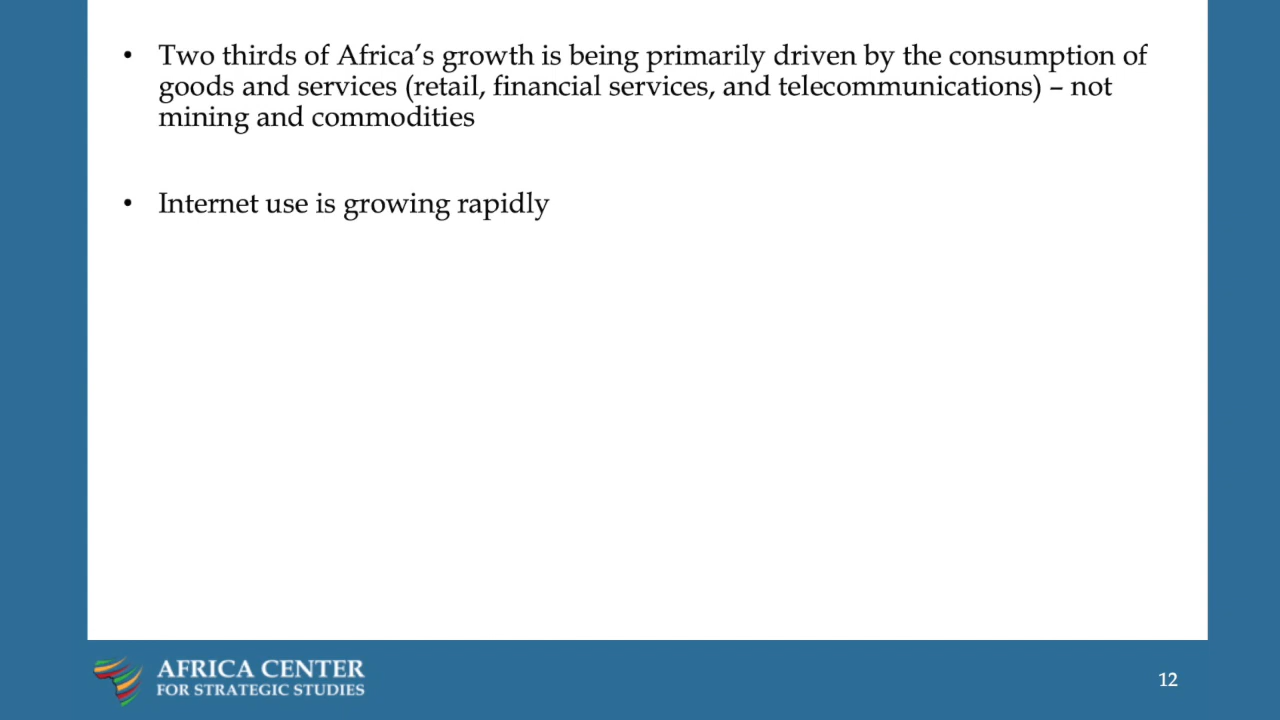 • Two thirds of Africa’s growth is being primarily driven by the consumption of
goods and services (retail, financial services, and telecommunications) – not
mining and commodities
• Internet use is growing rapidly
AFRICA CENTER
FOR STRATEGIC STUDIES
12